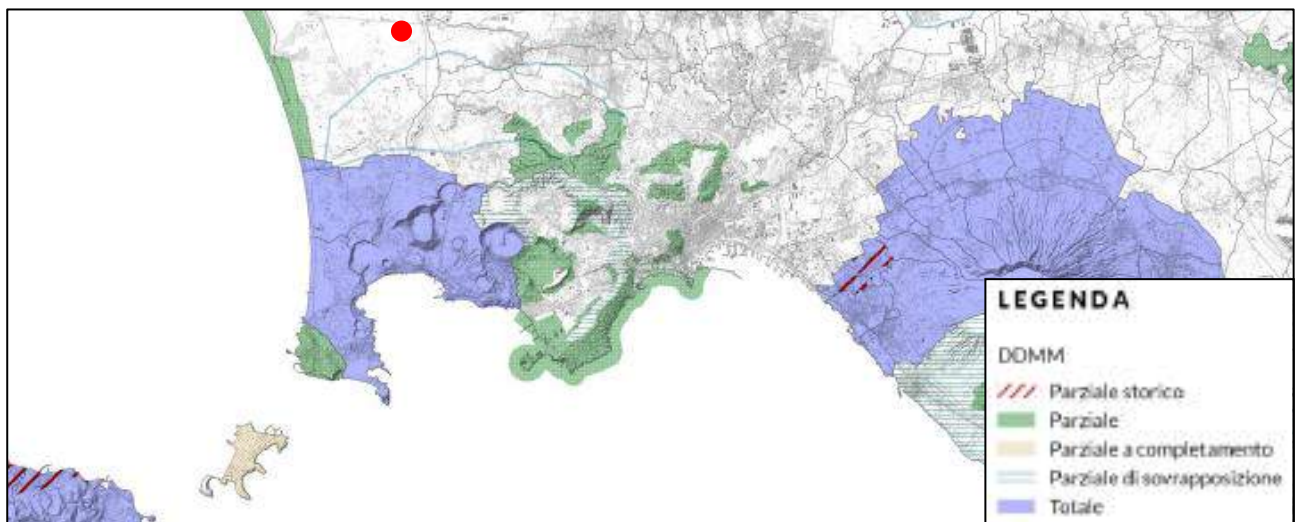 LEGENDA
DDMM
Parziale storico
Parziale
Parziale a completamento
Parziale di sovrapposizione
Totale